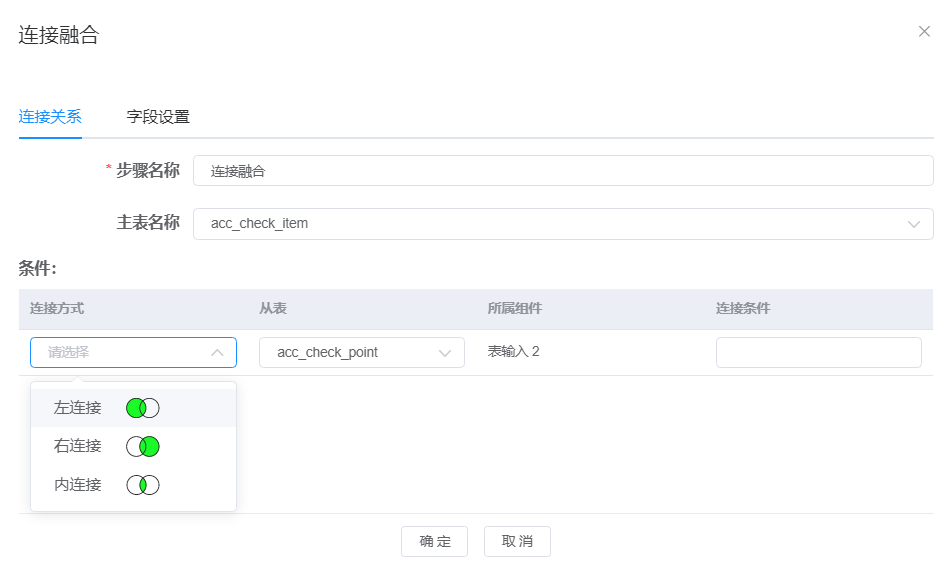 连接融合
连接关系 字段设置
* 步骤名称 连接融合
主表名称 acc_check_item
条件：
连接方式 从表 所属组件 连接条件
请选择 acc_check_point 表输入 2
左连接
右连接
内连接
确 定 取 消